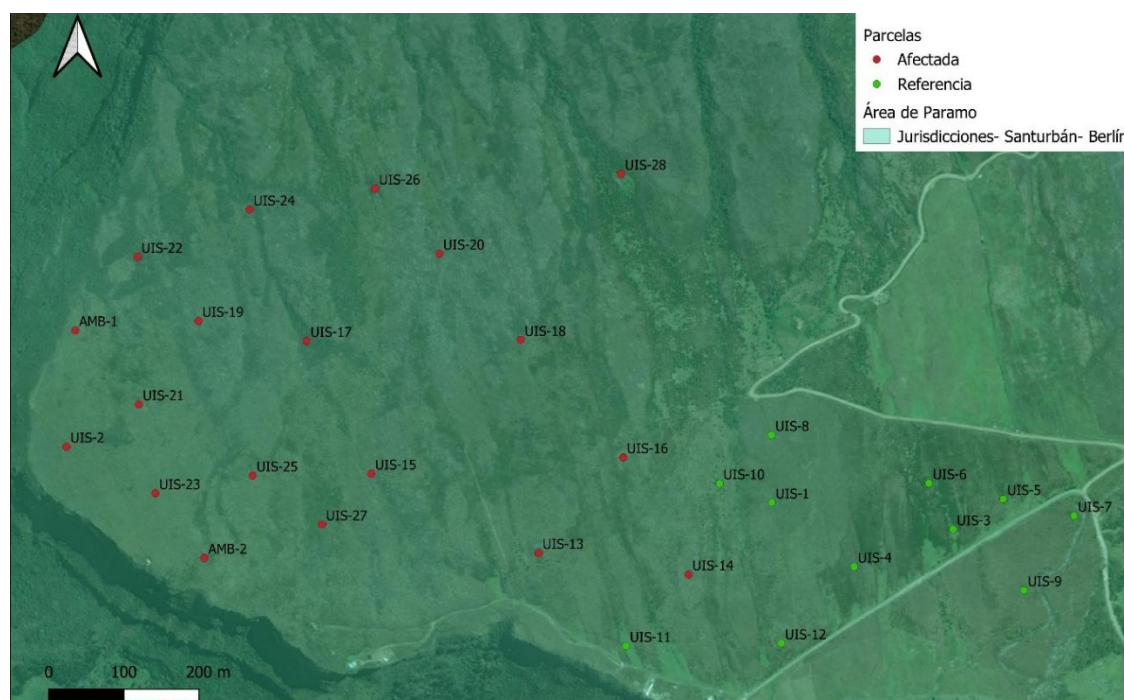 Parcelas
Afectada
Referencia
Área de Paramo
Jurisdicciones- Santurbán- Berlín
UIS-28
UIS-26
UIS-24
UIS-22
UIS-20
AMB-1
UIS-19
UIS-17
UIS-18
UIS-21
UIS-2
UIS-8
UIS-16
UIS-25
UIS-15
UIS-10
UIS-6
UIS-23
UIS-1
UIS-5
UIS-7
UIS-27
UIS-3
UIS-13
AMB-2
UIS-14
UIS-4
UIS-9
UIS-11
UIS-12
0 100 200 m